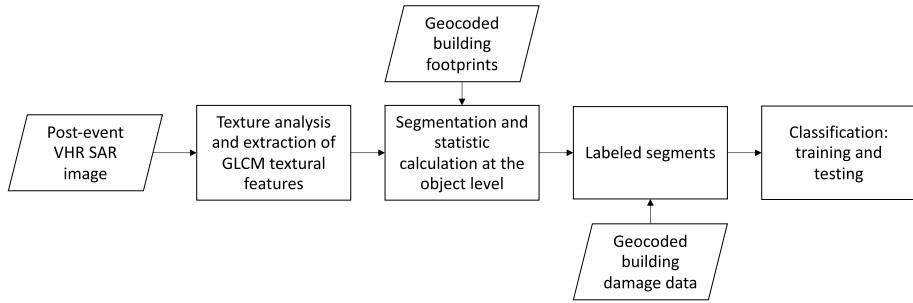 Geocoded
building
footprints
Post-event
VHR SAR
image
Texture analysis
and extraction of
GLCM textural
features
Segmentation and
statistic
calculation at the
object level
Labeled segments
Classification:
training and
testing
Geocoded
building
damage data